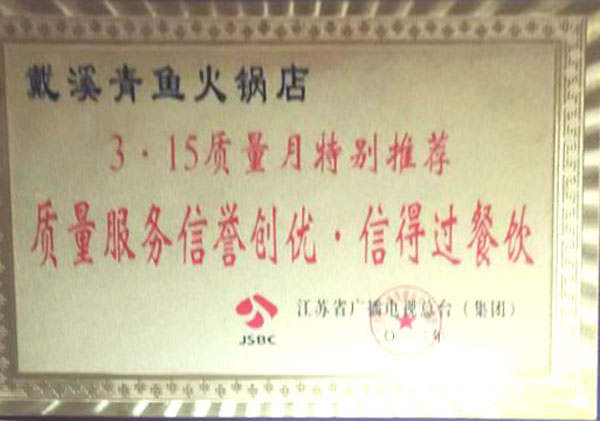 戴溪青鱼火锅店
3·15质量月特别推荐
质量服务信誉创优·信得过餐饮
JSBC
江苏省广播电视总台（集团）